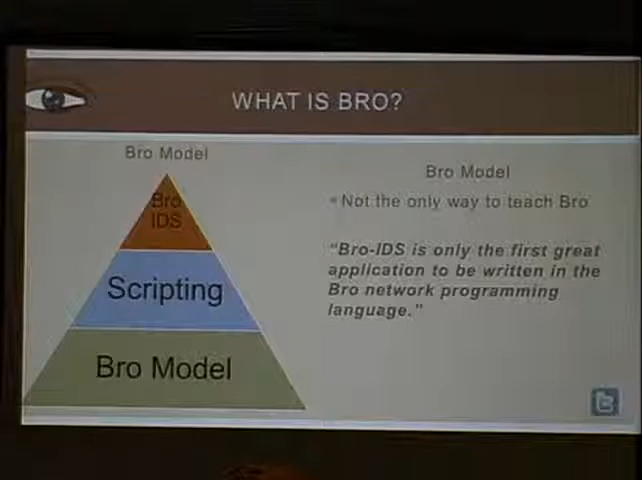 WHAT IS BRO?
Bro Model
Bro
IDS
Scripting
Bro Model
Bro Model
Not the only way to teach Bro
"Bro-IDS is only the first great
application to be written in the
Bro network programming
language."